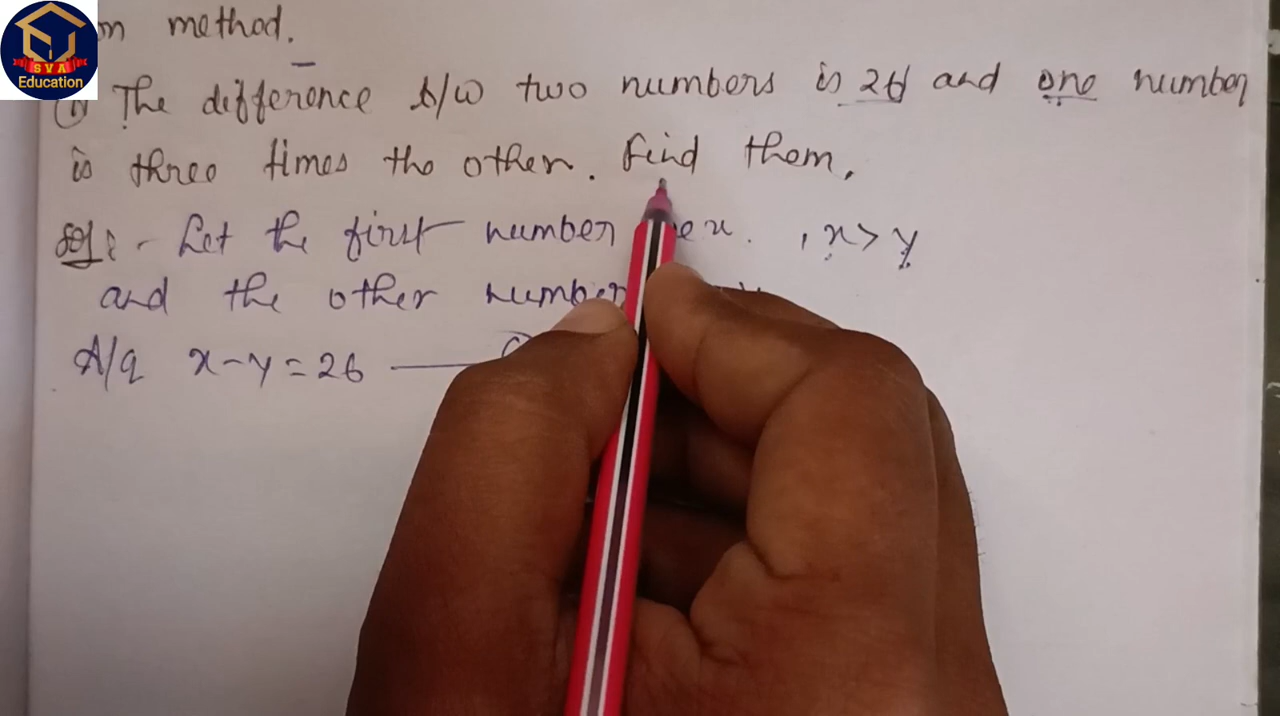 SVA
Education
m method.
(i) The difference b/w two numbers is 26 and one number
is three times the other. Find them.
Sol: - Let the first number be x. , x > y
and the other number
A/q x - y = 26